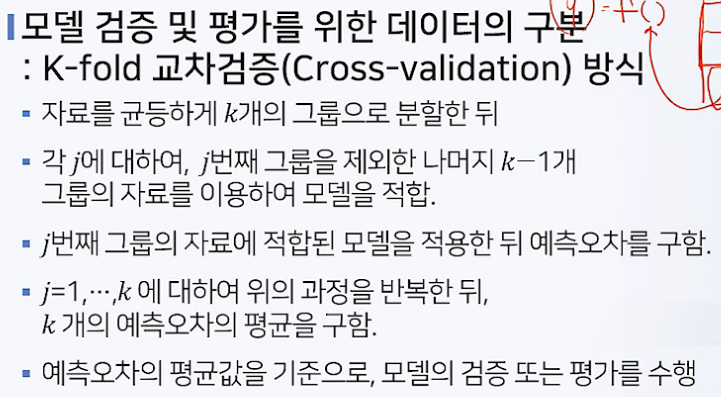 모델 검증 및 평가를 위한 데이터의 구분
: K-fold 교차검증(Cross-validation) 방식
▪ 자료를 균등하게 k개의 그룹으로 분할한 뒤
▪ 각 j에 대하여, j번째 그룹을 제외한 나머지 k−1개
그룹의 자료를 이용하여 모델을 적합.
▪ j번째 그룹의 자료에 적합된 모델을 적용한 뒤 예측오차를 구함.
▪ j=1,⋯,k 에 대하여 위의 과정을 반복한 뒤,
k 개의 예측오차의 평균을 구함.
▪ 예측오차의 평균값을 기준으로, 모델의 검증 또는 평가를 수행